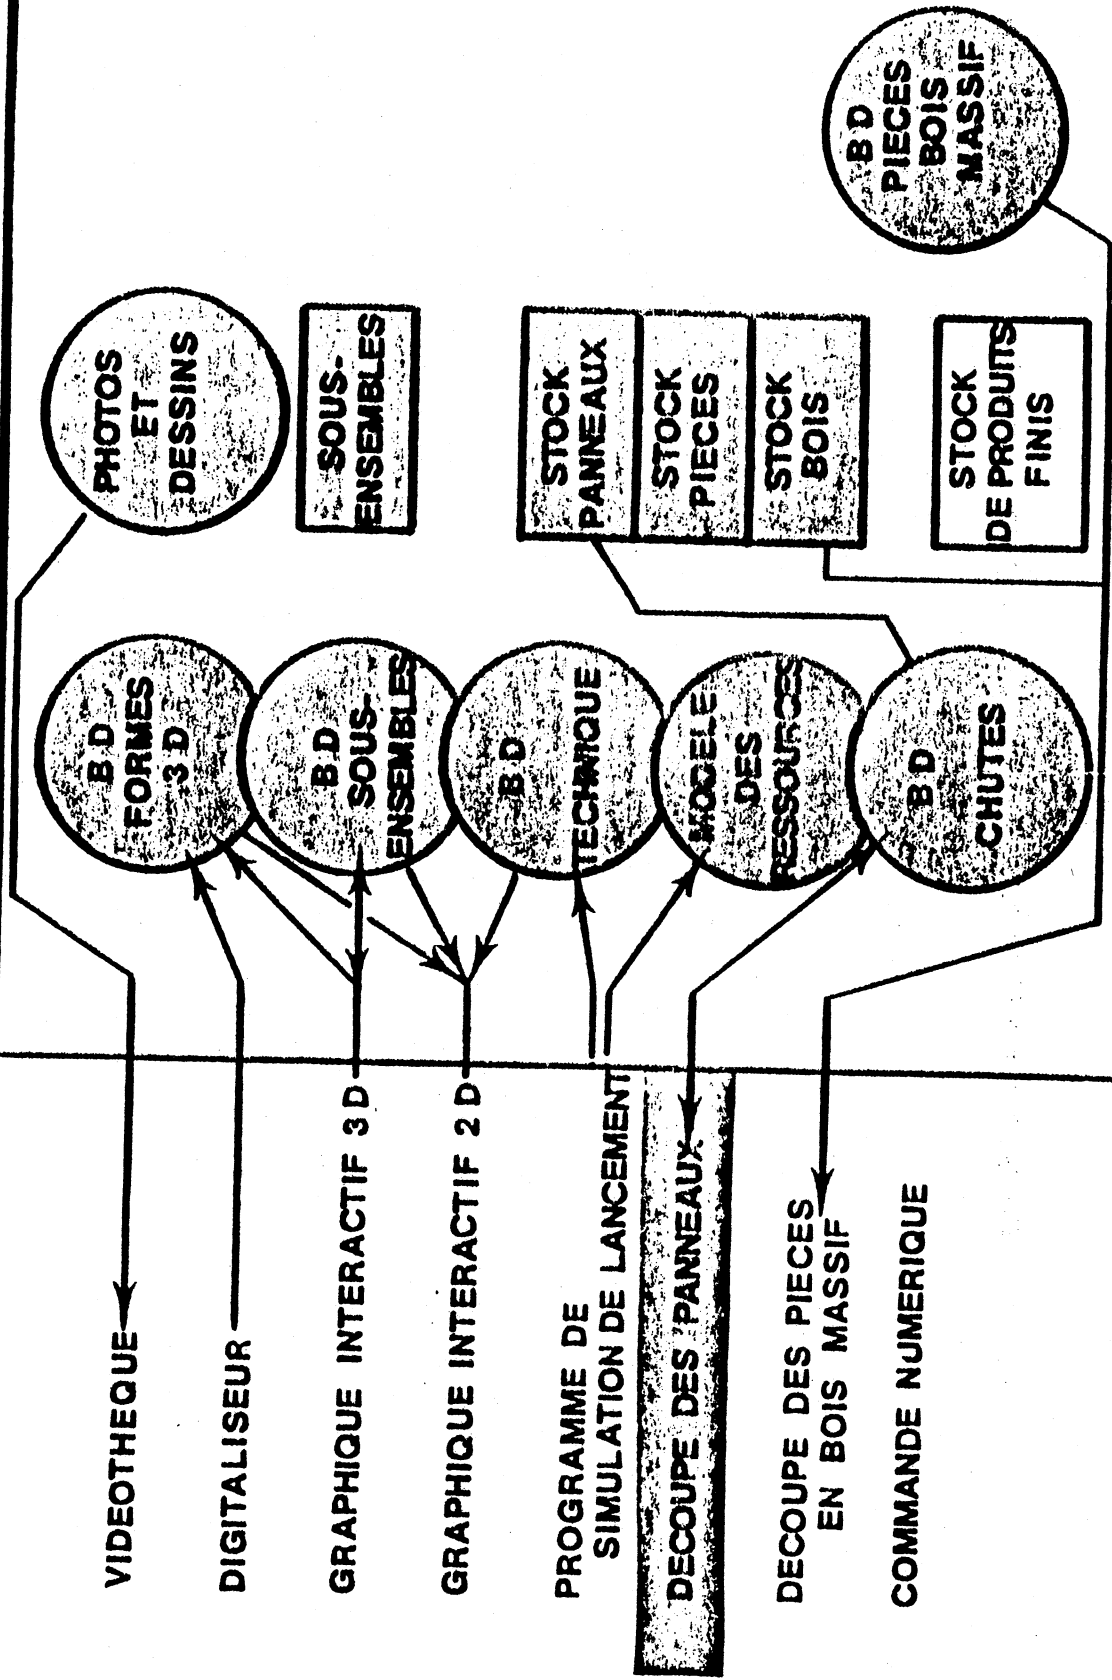 VIDEOTHEQUE
DIGITALISEUR
GRAPHIQUE INTERACTIF 3 D
GRAPHIQUE INTERACTIF 2 D
PROGRAMME DE
SIMULATION DE LANCEMENT
DECOUPE DES PANNEAUX
DECOUPE DES PIECES
EN BOIS MASSIF
COMMANDE NUMERIQUE
B D
FORMES
3 D
B.D
SOUS-
ENSEMBLES
B D
TECHNIQUE
MODELE
DES
RESSOURCES
B D
CHUTES
PHOTOS
ET
DESSINS
SOUS-
ENSEMBLES
STOCK
PANNEAUX
STOCK
PIECES
STOCK
BOIS
STOCK
DE PRODUITS
FINIS
B D
PIECES
BOIS
MASSIF